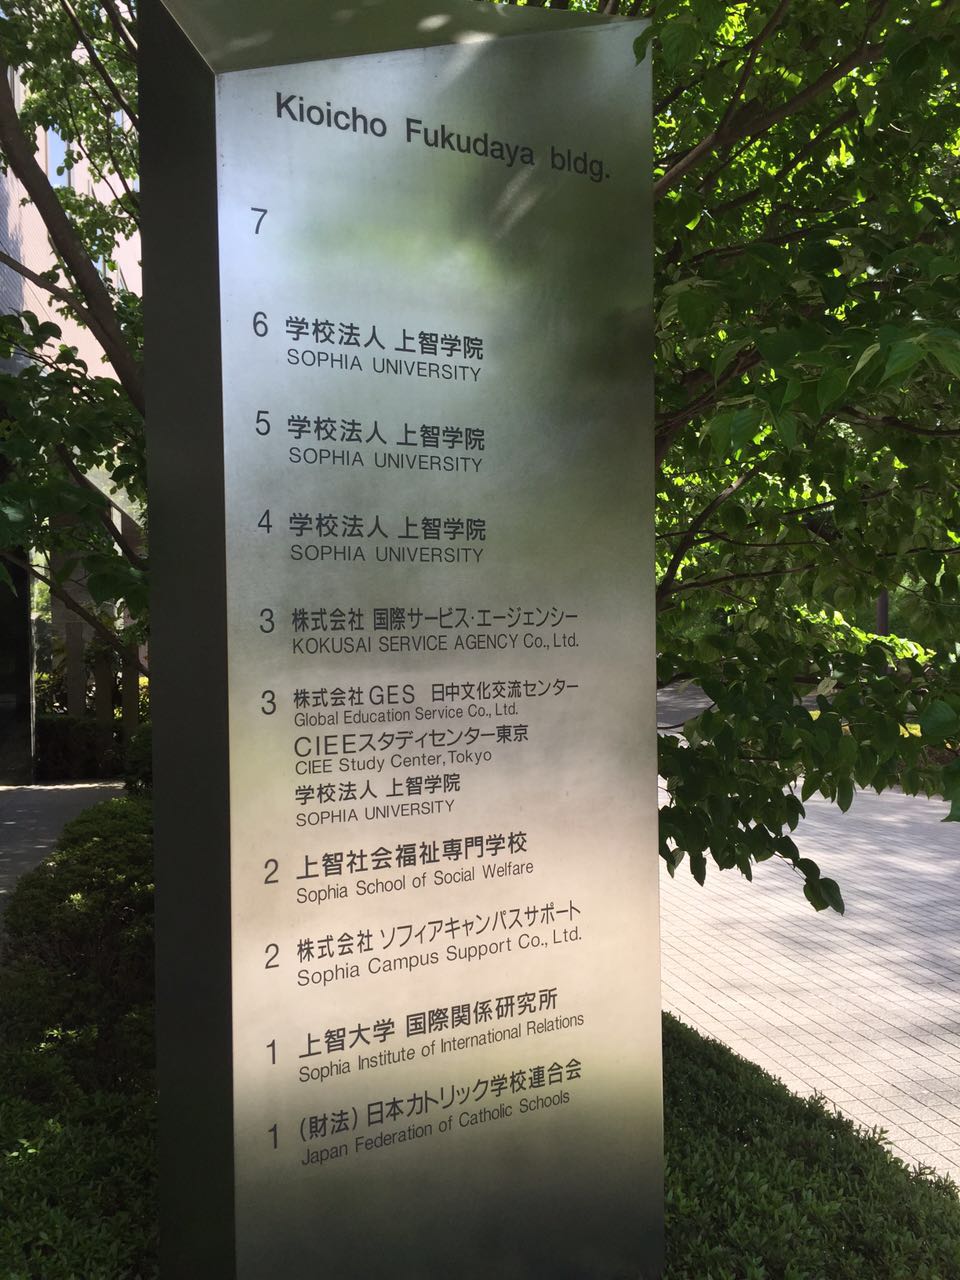 Kioicho Fukudaya bldg.
7
6 学校法人 上智学院
SOPHIA UNIVERSITY
5 学校法人 上智学院
SOPHIA UNIVERSITY
4 学校法人 上智学院
SOPHIA UNIVERSITY
3 株式会社 国際サービス・エージェンシー
KOKUSAI SERVICE AGENCY Co., Ltd.
3 株式会社 GES 日中文化交流センター
Global Education Service Co., Ltd.
CIEEスタディセンター東京
CIEE Study Center, Tokyo
学校法人 上智学院
SOPHIA UNIVERSITY
2 上智社会福祉専門学校
Sophia School of Social Welfare
2 株式会社 ソフィアキャンパスサポート
Sophia Campus Support Co., Ltd.
1 上智大学 国際関係研究所
Sophia Institute of International Relations
1 (財法) 日本カトリック学校連合会
Japan Federation of Catholic Schools